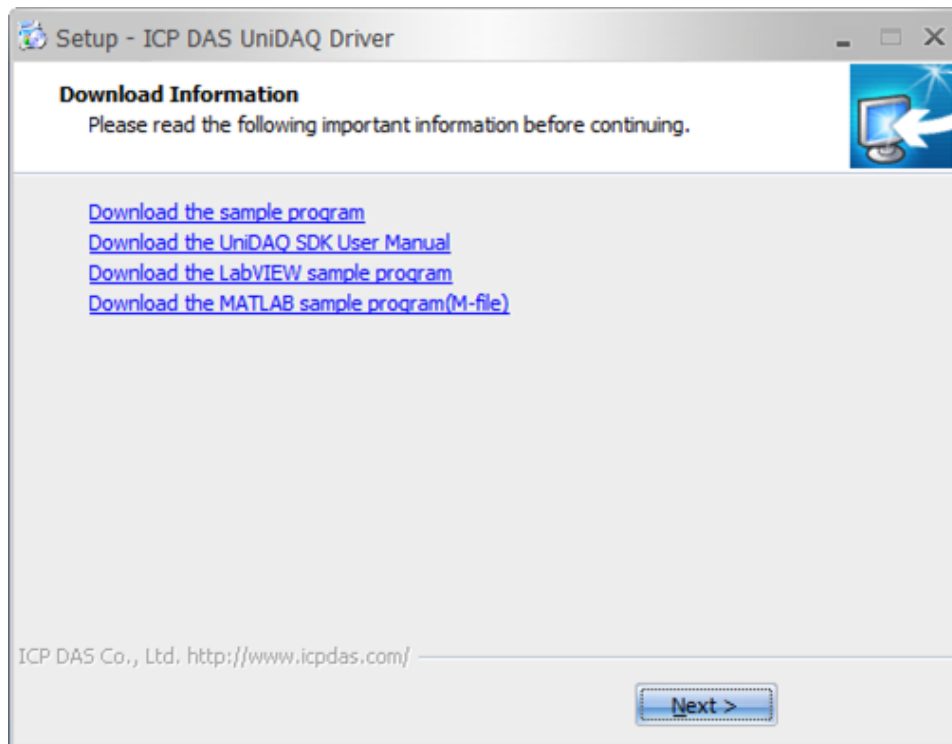 Setup - ICP DAS UniDAQ Driver
Download Information
Please read the following important information before continuing.
Download the sample program
Download the UniDAQ SDK User Manual
Download the LabVIEW sample program
Download the MATLAB sample program(M-file)
ICP DAS Co., Ltd. http://www.icpdas.com/
Next >